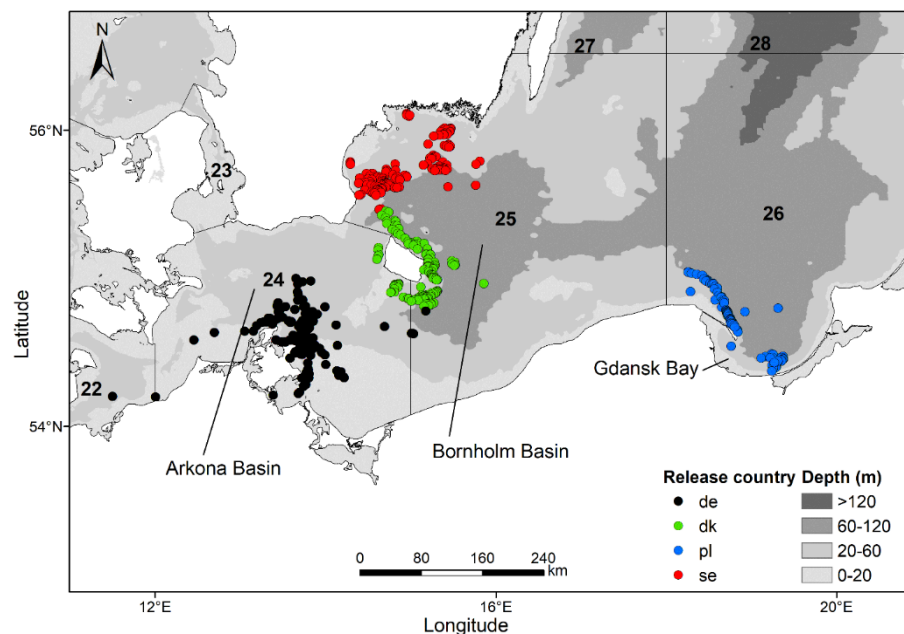 N
27
28
56°N
23
25
26
24
Latitude
22
Gdansk Bay
54°N
Arkona Basin
Bornholm Basin
Release country
de
dk
pl
se
Depth (m)
>120
60-120
20-60
0-20
0 80 160 240
km
12°E 16°E 20°E
Longitude